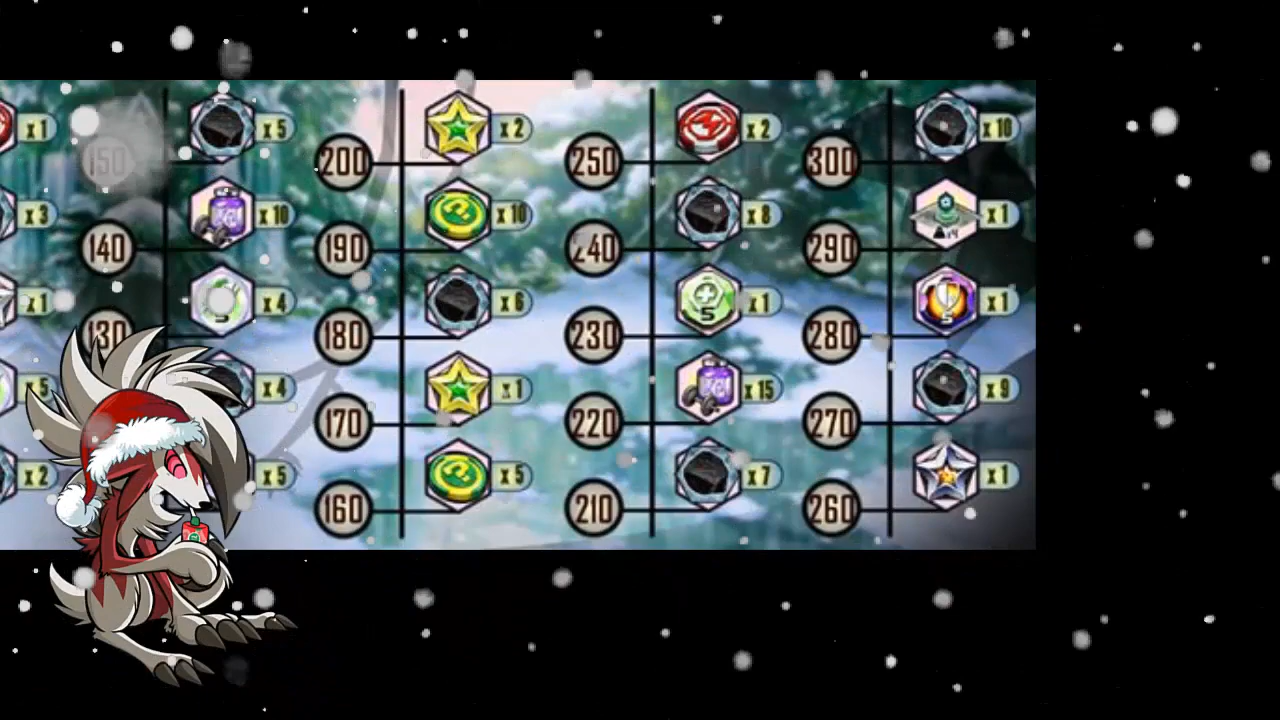 x1 150 x5 200 x2 250 x2 300 x10
x3 140 x10 190 x10 240 x8 290 x1
x1 130 x4 180 x6 230 5 x1 280 5 x1
x5 x4 170 x1 220 x15 270 x9
x2 x5 160 x5 210 x7 260 x1